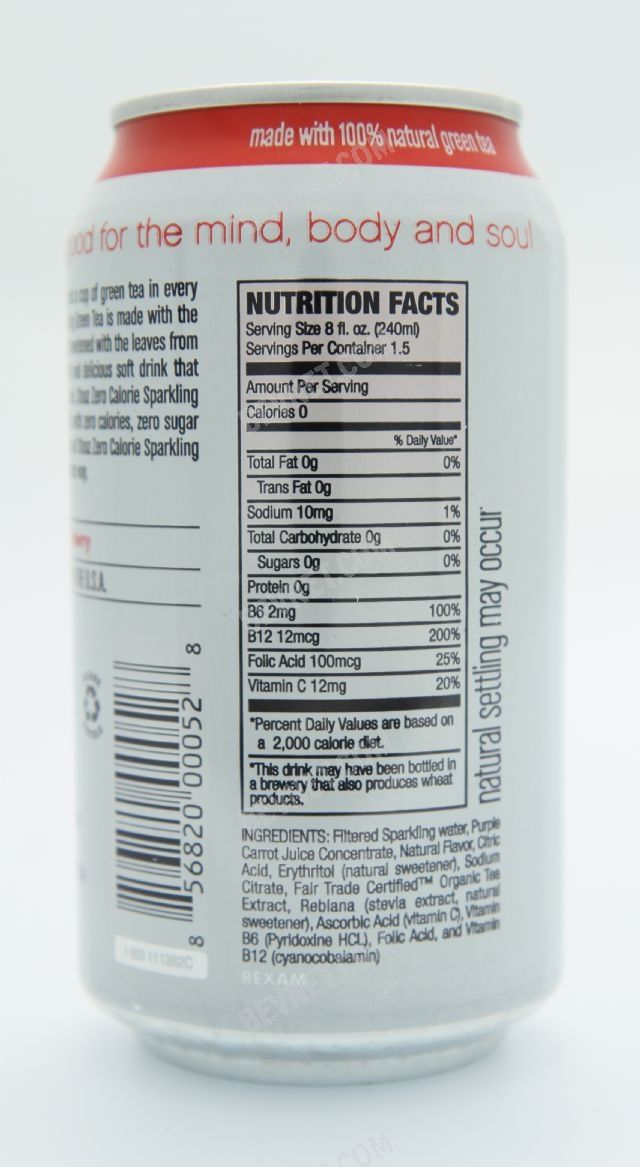 made with 100% natural green tea
for the mind, body and soul
cup of green tea in every
Tea is made with the
with the leaves from
delicious soft drink that
Zero Calorie Sparkling
zero calories, zero sugar
Zero Calorie Sparkling
way.
U.S.A.
NUTRITION FACTS
Serving Size 8 fl. oz. (240ml)
Servings Per Container 1.5
Amount Per Serving
Calories 0
% Daily Value*
Total Fat 0g 0%
Trans Fat 0g
Sodium 10mg 1%
Total Carbohydrate 0g 0%
Sugars 0g 0%
Protein 0g
B6 2mg 100%
B12 12mcg 200%
Folic Acid 100mcg 25%
Vitamin C 12mg 20%
*Percent Daily Values are based on
a 2,000 calorie diet.
*This drink may have been bottled in
a brewery that also produces wheat
products.
natural settling may occur
INGREDIENTS: Filtered Sparkling water, Purple
Carrot Juice Concentrate, Natural Flavor, Citric
Acid, Erythritol (natural sweetener), Sodium
Citrate, Fair Trade Certified™ Organic Tea
Extract, Rebiana (stevia extract, natural
sweetener), Ascorbic Acid (vitamin C), Vitamin
B6 (Pyridoxine HCL), Folic Acid, and Vitamin
B12 (cyanocobalamin)
REXAM
8 56820 00052 8
BEVNET.COM